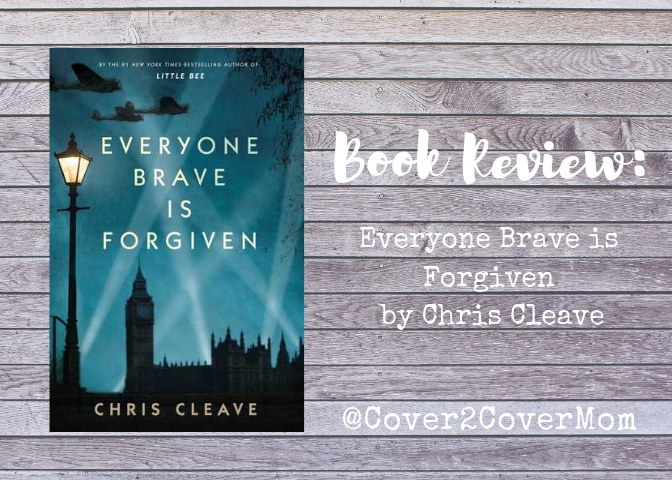 BY THE #1 NEW YORK TIMES BESTSELLING AUTHOR OF
LITTLE BEE
EVERYONE
BRAVE
IS
FORGIVEN
CHRIS CLEAVE
Book Review:
Everyone Brave is
Forgiven
by Chris Cleave
@Cover2CoverMom